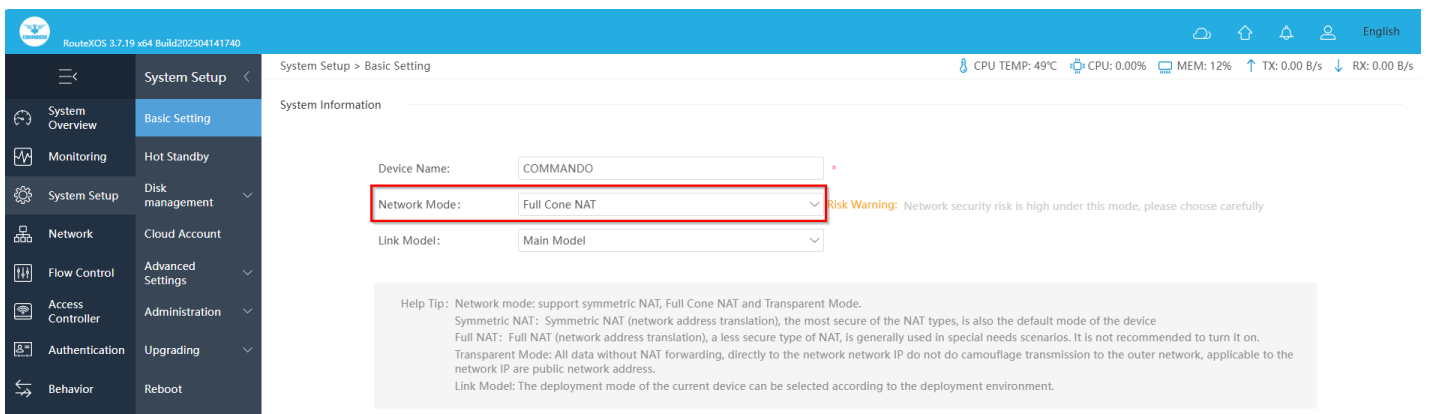 COMMANDO
RouteXOS 3.7.19 x64 Build202504141740
English
System Setup
System Setup > Basic Setting
CPU TEMP: 49℃ CPU: 0.00% MEM: 12% TX: 0.00 B/s RX: 0.00 B/s
System Overview
Monitoring
System Setup
Network
Flow Control
Access Controller
Authentication
Behavior
Basic Setting
Hot Standby
Disk management
Cloud Account
Advanced Settings
Administration
Upgrading
Reboot
System Information
Device Name: COMMANDO *
Network Mode: Full Cone NAT Risk Warning: Network security risk is high under this mode, please choose carefully
Link Model: Main Model
Help Tip: Network mode: support symmetric NAT, Full Cone NAT and Transparent Mode.
Symmetric NAT: Symmetric NAT (network address translation), the most secure of the NAT types, is also the default mode of the device
Full NAT: Full NAT (network address translation), a less secure type of NAT, is generally used in special needs scenarios. It is not recommended to turn it on.
Transparent Mode: All data without NAT forwarding, directly to the network network IP do not do camouflage transmission to the outer network, applicable to the
network IP are public network address.
Link Model: The deployment mode of the current device can be selected according to the deployment environment.